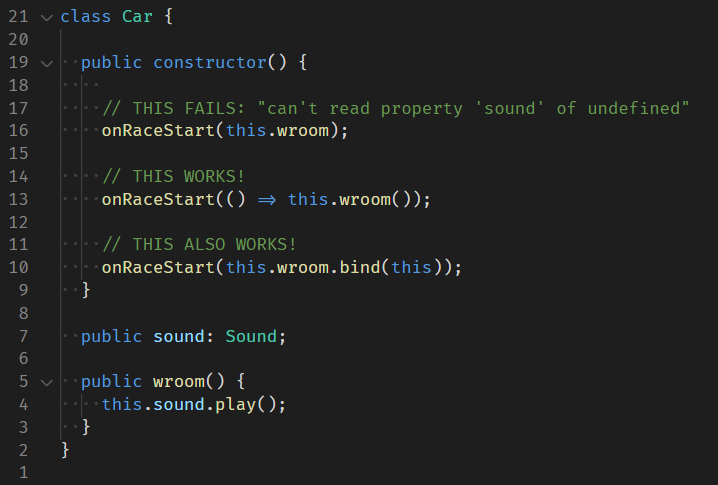 21 class Car {
20
19 public constructor() {
18
17 // THIS FAILS: "can't read property 'sound' of undefined"
16 onRaceStart(this.wroom);
15
14 // THIS WORKS!
13 onRaceStart(() => this.wroom());
12
11 // THIS ALSO WORKS!
10 onRaceStart(this.wroom.bind(this));
9 }
8
7 public sound: Sound;
6
5 public wroom() {
4 this.sound.play();
3 }
2 }
1